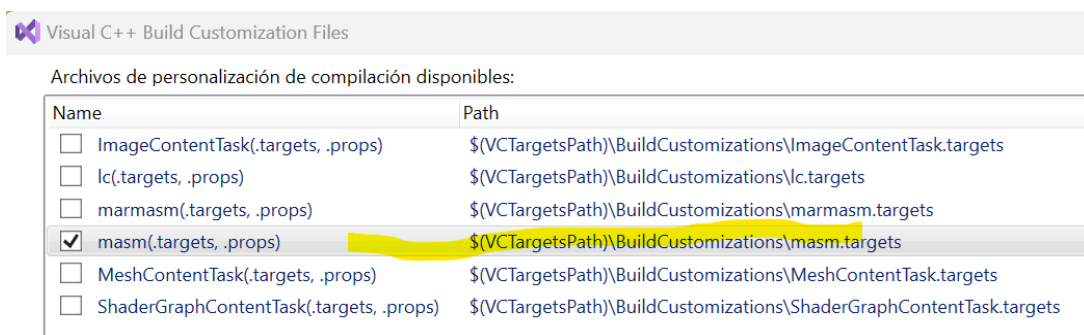 Visual C++ Build Customization Files
Archivos de personalización de compilación disponibles:
Name Path
ImageContentTask(.targets, .props) $(VCTargetsPath)\BuildCustomizations\ImageContentTask.targets
lc(.targets, .props) $(VCTargetsPath)\BuildCustomizations\lc.targets
marmasm(.targets, .props) $(VCTargetsPath)\BuildCustomizations\marmasm.targets
masm(.targets, .props) $(VCTargetsPath)\BuildCustomizations\masm.targets
MeshContentTask(.targets, .props) $(VCTargetsPath)\BuildCustomizations\MeshContentTask.targets
ShaderGraphContentTask(.targets, .props) $(VCTargetsPath)\BuildCustomizations\ShaderGraphContentTask.targets